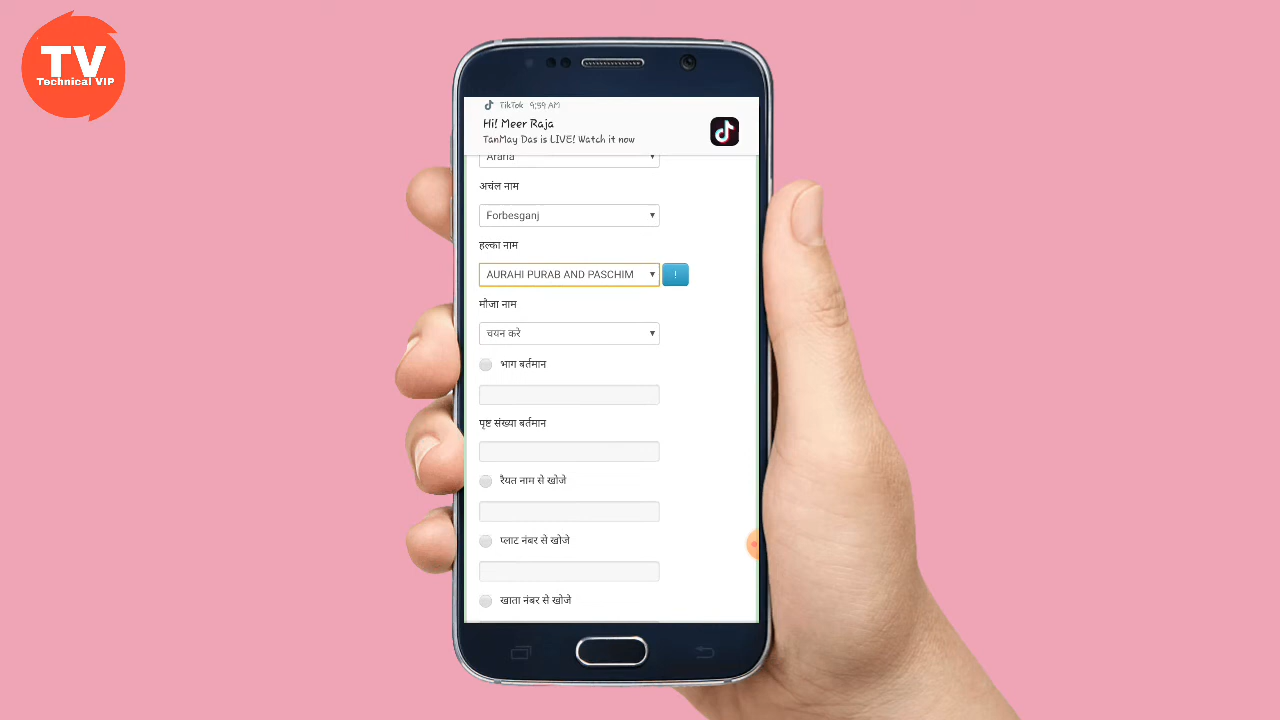 TV
Technical VIP
TikTok 9:59 AM
Hi! Meer Raja
TanMay Das is LIVE! Watch it now
Araria
अचंल नाम
Forbesganj
हल्का नाम
AURAHI PURAB AND PASCHIM
!
मौजा नाम
चयन करे
भाग बर्तमान
पृष्ट संख्या बर्तमान
रैयत नाम से खोजे
प्लाट नंबर से खोजे
खाता नंबर से खोजे